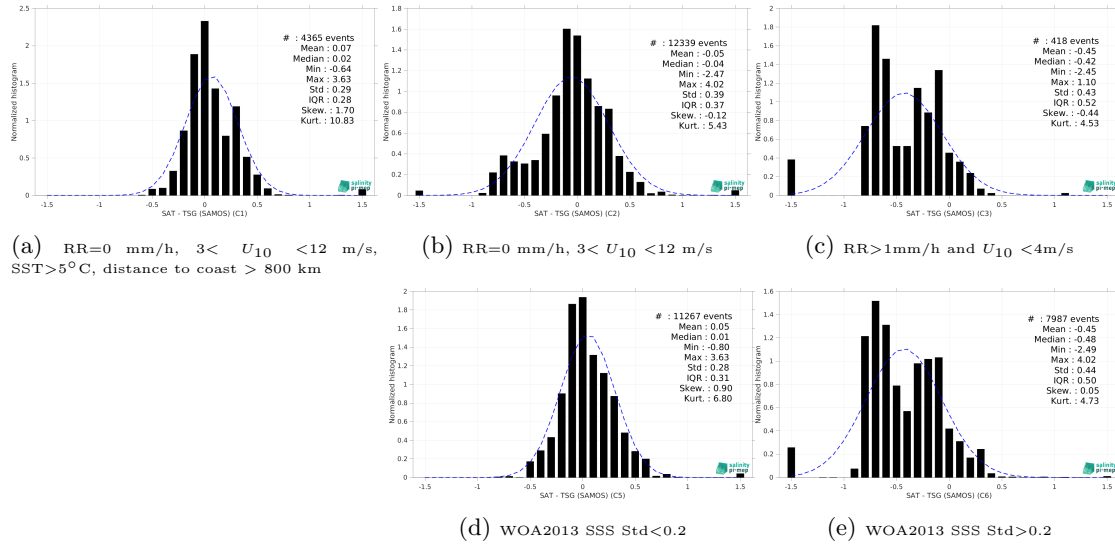 2.5
2
1.5
1
0.5
0
-1.5 -1 -0.5 0 0.5 1 1.5
Normalized histogram
SAT - TSG (SAMOS) (C1)
# : 4365 events
Mean : 0.07
Median : 0.02
Min : -0.64
Max : 3.63
Std : 0.29
IQR : 0.28
Skew. : 1.70
Kurt. : 10.83
salinity
pi-mep
(a) RR=0 mm/h, 3< U10 <12 m/s,
SST>5°C, distance to coast > 800 km
1.8
1.6
1.4
1.2
1
0.8
0.6
0.4
0.2
0
-1.5 -1 -0.5 0 0.5 1 1.5
Normalized histogram
SAT - TSG (SAMOS) (C2)
# : 12339 events
Mean : -0.05
Median : -0.04
Min : -2.47
Max : 4.02
Std : 0.39
IQR : 0.37
Skew. : -0.12
Kurt. : 5.43
salinity
pi-mep
(b) RR=0 mm/h, 3< U10 <12 m/s
2
1.8
1.6
1.4
1.2
1
0.8
0.6
0.4
0.2
0
-1.5 -1 -0.5 0 0.5 1 1.5
Normalized histogram
SAT - TSG (SAMOS) (C3)
# : 418 events
Mean : -0.45
Median : -0.42
Min : -2.45
Max : 1.10
Std : 0.43
IQR : 0.52
Skew. : -0.44
Kurt. : 4.53
salinity
pi-mep
(c) RR>1mm/h and U10 <4m/s
2
1.8
1.6
1.4
1.2
1
0.8
0.6
0.4
0.2
0
-1.5 -1 -0.5 0 0.5 1 1.5
Normalized histogram
SAT - TSG (SAMOS) (C5)
# : 11267 events
Mean : 0.05
Median : 0.01
Min : -0.80
Max : 3.63
Std : 0.28
IQR : 0.31
Skew. : 0.90
Kurt. : 6.80
salinity
pi-mep
(d) WOA2013 SSS Std<0.2
1.6
1.4
1.2
1
0.8
0.6
0.4
0.2
0
-1.5 -1 -0.5 0 0.5 1 1.5
Normalized histogram
SAT - TSG (SAMOS) (C6)
# : 7987 events
Mean : -0.45
Median : -0.48
Min : -2.49
Max : 4.02
Std : 0.44
IQR : 0.50
Skew. : 0.05
Kurt. : 4.73
salinity
pi-mep
(e) WOA2013 SSS Std>0.2